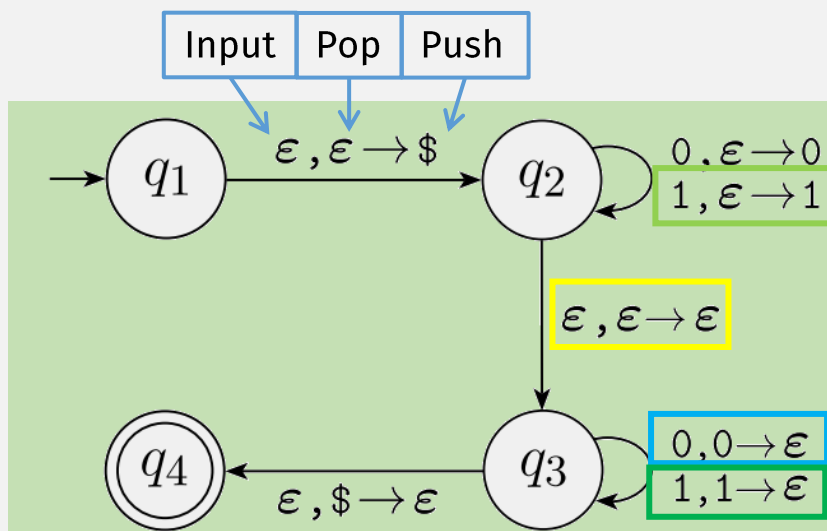 Input Pop Push
ε,ε→$
q1
q2
0,ε→0
1,ε→1
ε,ε→ε
q4
q3
0,0→ε
1,1→ε
ε,$→ε